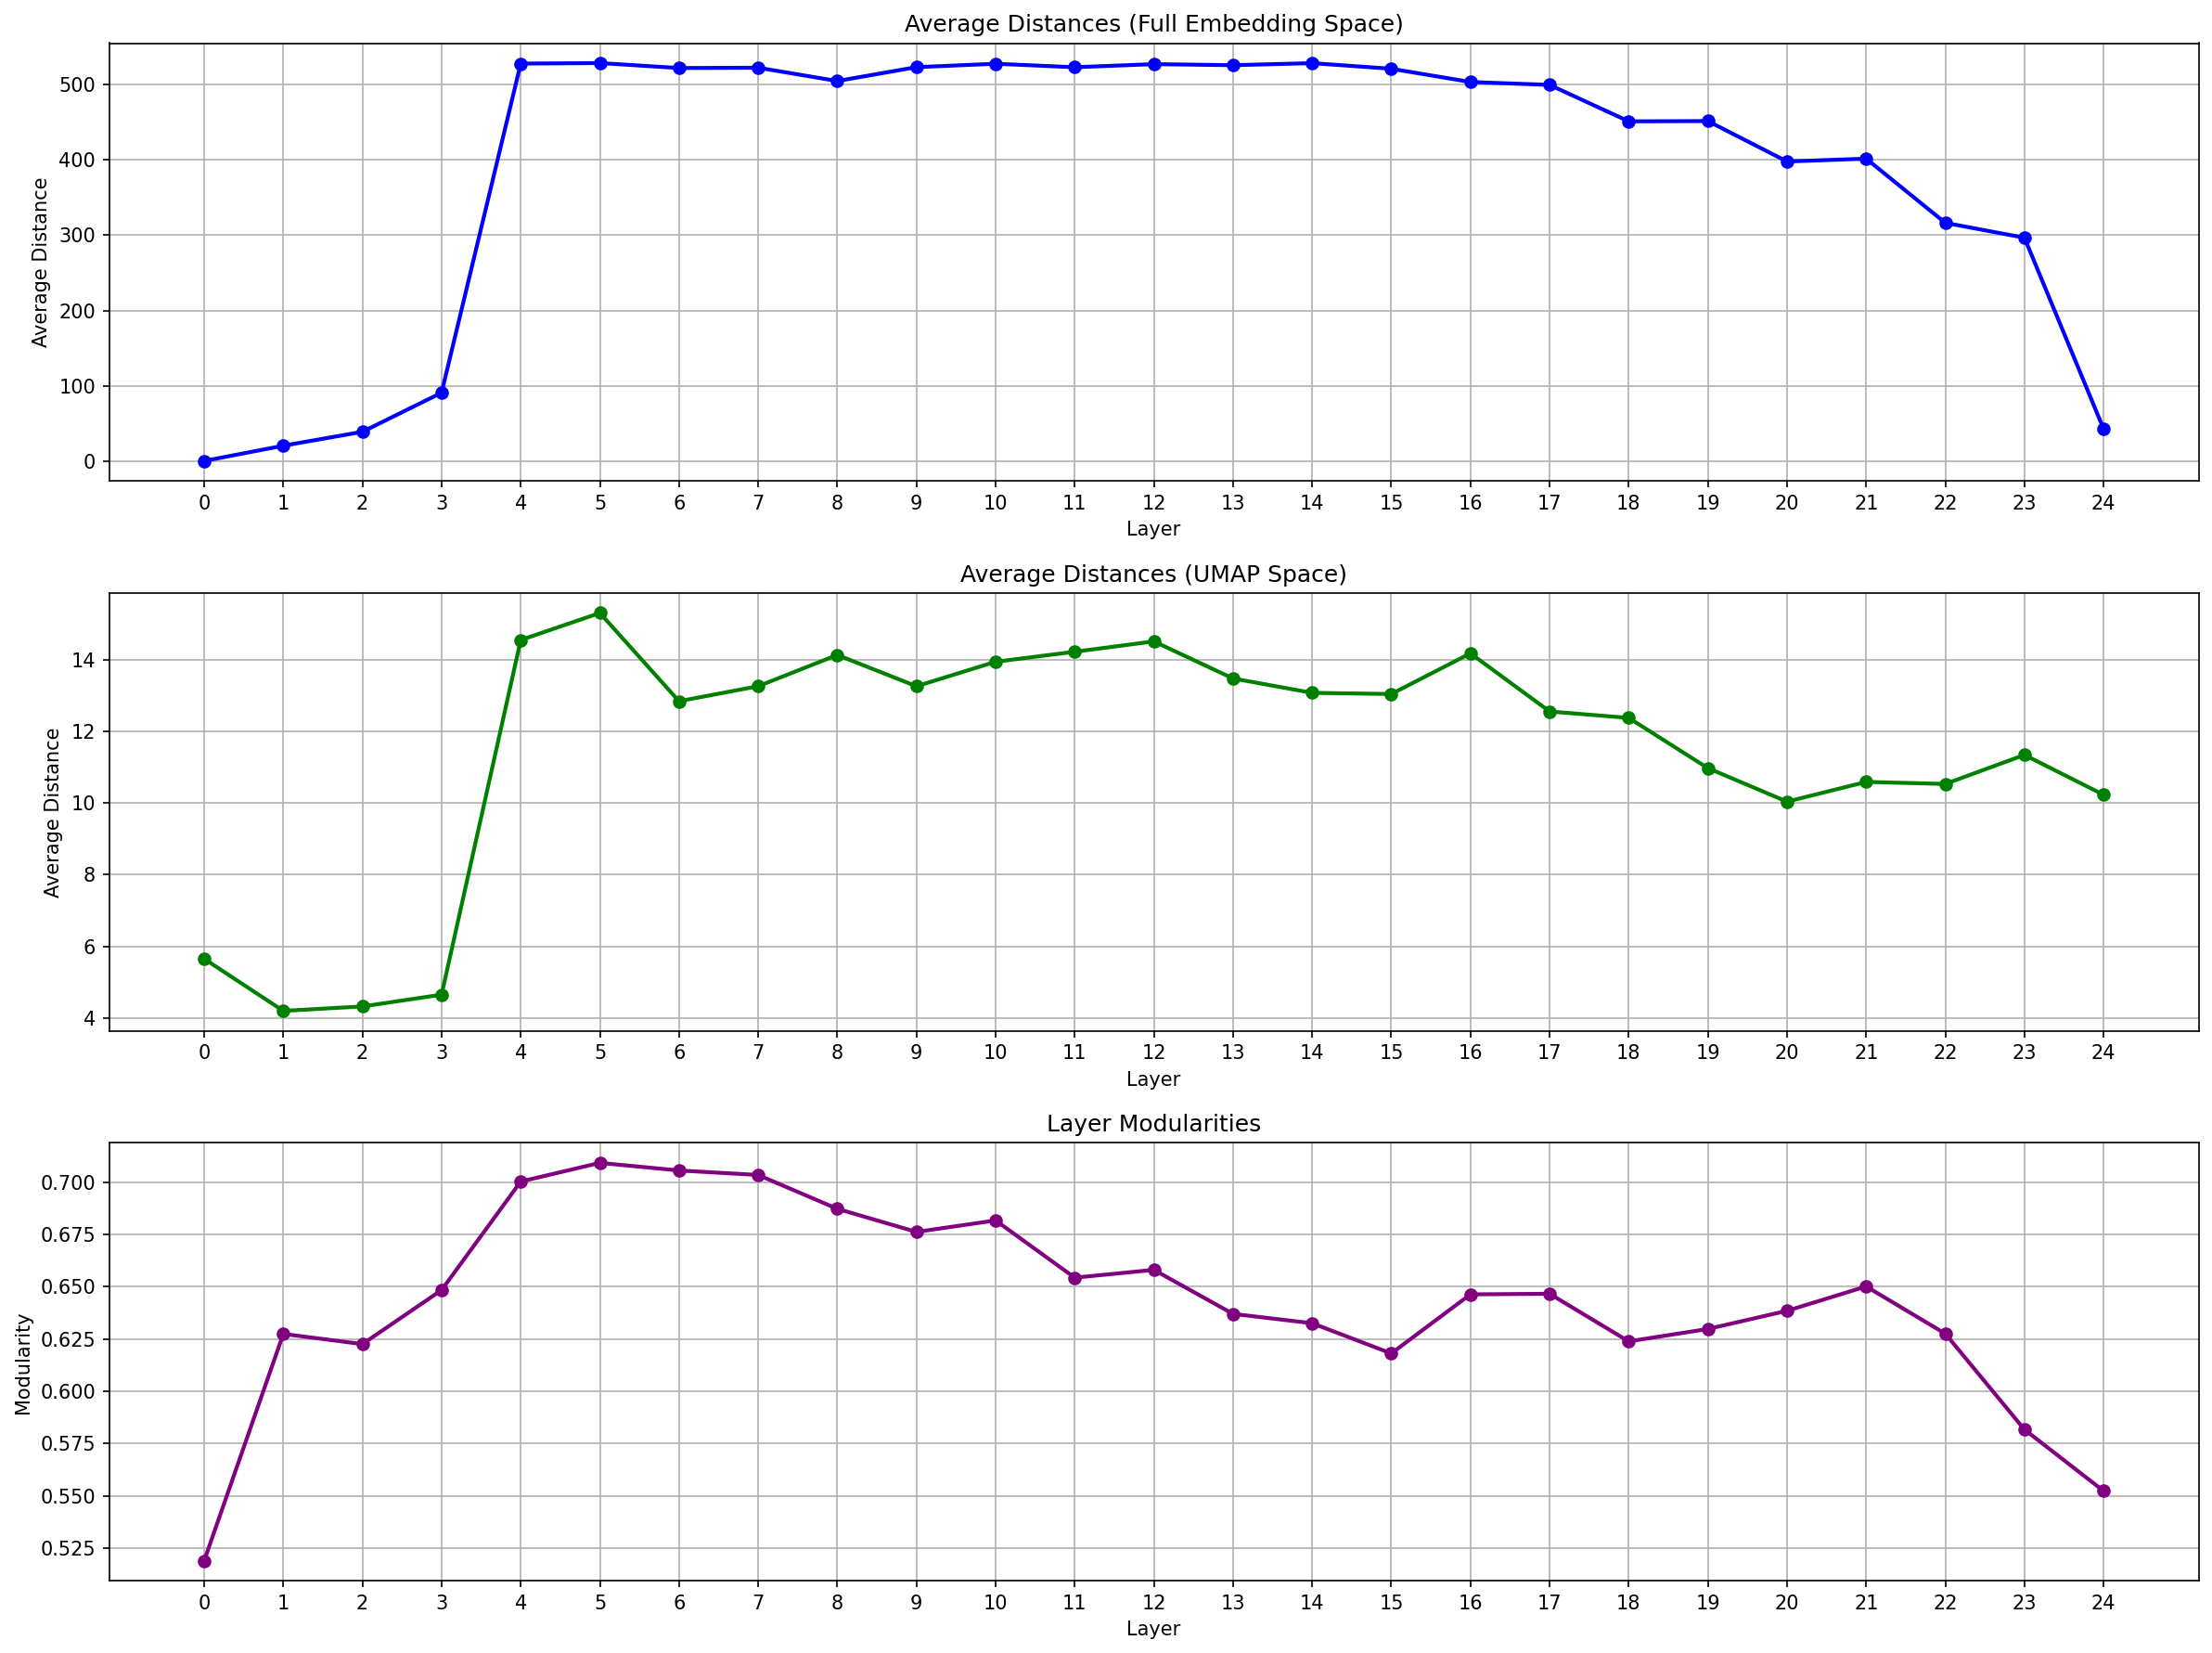 Average Distances (Full Embedding Space)
Average Distance
500
400
300
200
100
0
0 1 2 3 4 5 6 7 8 9 10 11 12 13 14 15 16 17 18 19 20 21 22 23 24
Layer
Average Distances (UMAP Space)
Average Distance
14
12
10
8
6
4
0 1 2 3 4 5 6 7 8 9 10 11 12 13 14 15 16 17 18 19 20 21 22 23 24
Layer
Layer Modularities
Modularity
0.700
0.675
0.650
0.625
0.600
0.575
0.550
0.525
0 1 2 3 4 5 6 7 8 9 10 11 12 13 14 15 16 17 18 19 20 21 22 23 24
Layer